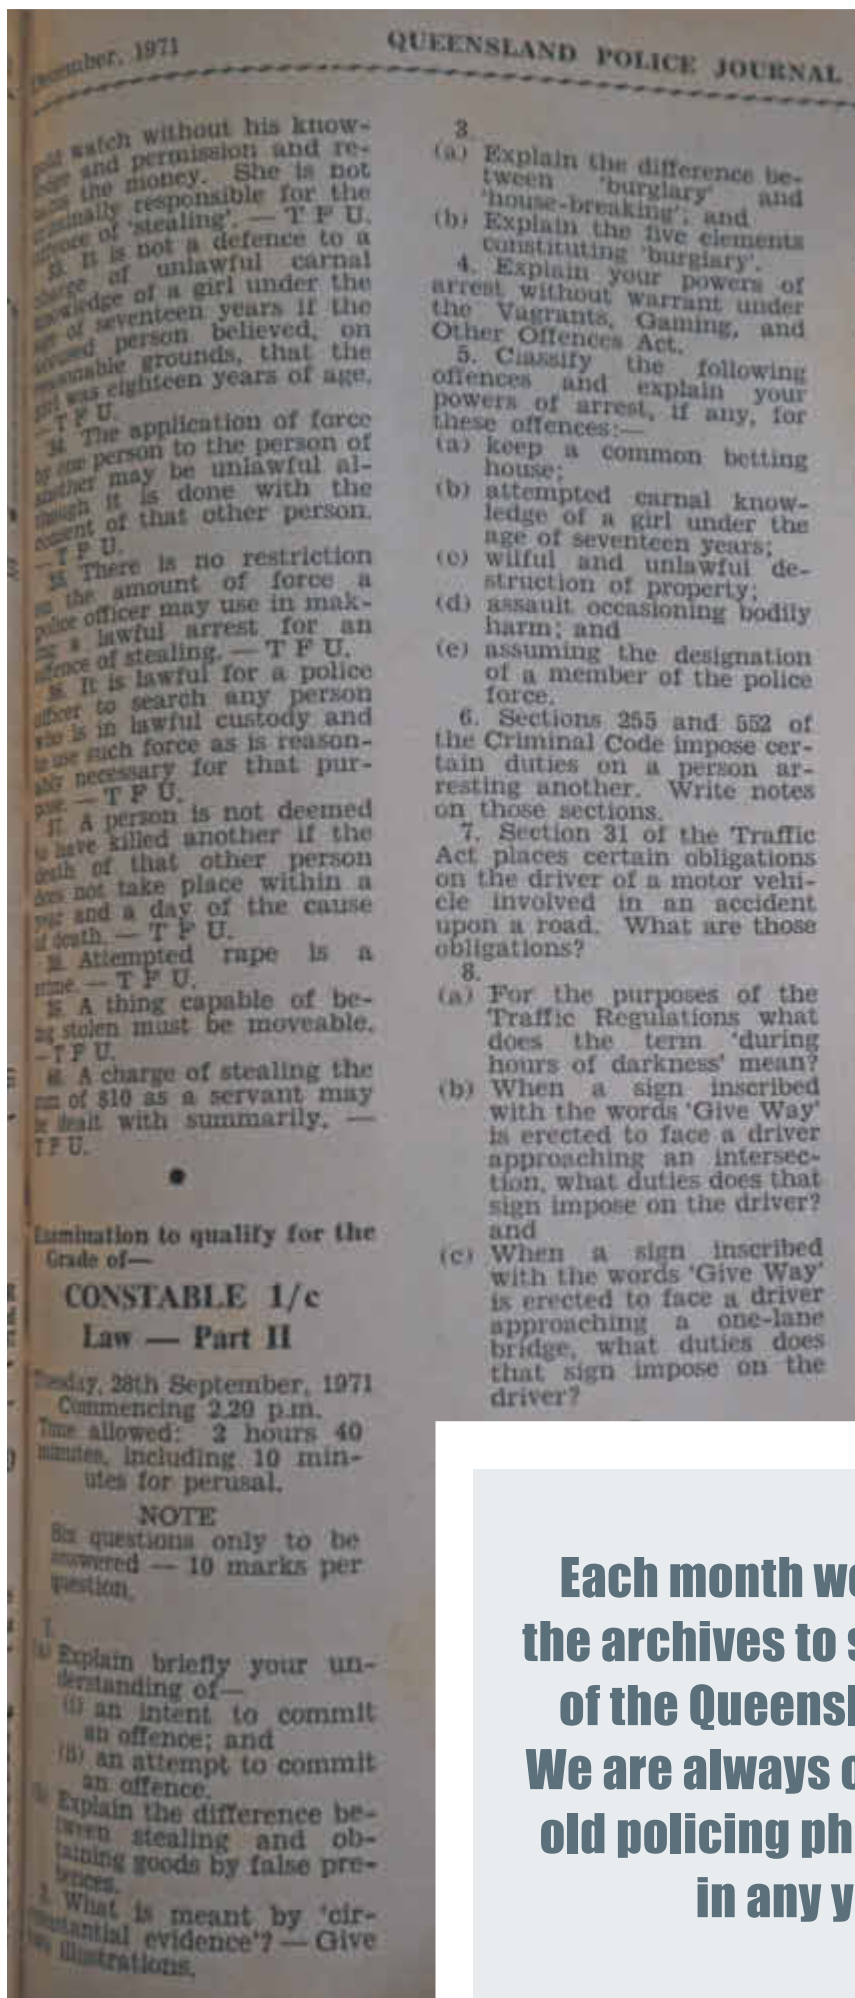 December, 1971
QUEENSLAND POLICE JOURNAL
gold watch without his know-
and permission and re-
the money. She is not
criminally responsible for the
offence of 'stealing'. — T F U.
It is not a defence to a
charge of unlawful carnal
knowledge of a girl under the
age of seventeen years if the
accused person believed, on
reasonable grounds, that the
girl was eighteen years of age.
— T F U.
The application of force
by one person to the person of
another may be unlawful al-
though it is done with the
consent of that other person.
— T F U.
There is no restriction
on the amount of force a
police officer may use in mak-
ing a lawful arrest for an
offence of stealing. — T F U.
It is lawful for a police
officer to search any person
who is in lawful custody and
to use such force as is reason-
ably necessary for that pur-
pose. — T F U.
17. A person is not deemed
to have killed another if the
death of that other person
does not take place within a
year and a day of the cause
of death. — T F U.
Attempted rape is a
crime. — T F U.
A thing capable of be-
ing stolen must be moveable.
— T F U.
A charge of stealing the
sum of $10 as a servant may
be dealt with summarily. —
T F U.
Examination to qualify for the
Grade of—
CONSTABLE 1/c
Law — Part II
Tuesday, 28th September, 1971
Commencing 2.20 p.m.
Time allowed: 2 hours 40
minutes, including 10 min-
utes for perusal.
NOTE
Six questions only to be
answered — 10 marks per
question.
1.
(a) Explain briefly your un-
derstanding of—
(i) an intent to commit
an offence; and
(ii) an attempt to commit
an offence.
(b) Explain the difference be-
tween stealing and ob-
taining goods by false pre-
tences.
2. What is meant by 'cir-
cumstantial evidence'? — Give
two illustrations.
3.
(a) Explain the difference be-
tween 'burglary' and
'house-breaking'; and
(b) Explain the five elements
constituting 'burglary'.
4. Explain your powers of
arrest without warrant under
the Vagrants, Gaming, and
Other Offences Act.
5. Classify the following
offences and explain your
powers of arrest, if any, for
these offences:—
(a) keep a common betting
house;
(b) attempted carnal know-
ledge of a girl under the
age of seventeen years;
(c) wilful and unlawful de-
struction of property;
(d) assault occasioning bodily
harm; and
(e) assuming the designation
of a member of the police
force.
6. Sections 255 and 552 of
the Criminal Code impose cer-
tain duties on a person ar-
resting another. Write notes
on those sections.
7. Section 31 of the Traffic
Act places certain obligations
on the driver of a motor vehi-
cle involved in an accident
upon a road. What are those
obligations?
8.
(a) For the purposes of the
Traffic Regulations what
does the term 'during
hours of darkness' mean?
(b) When a sign inscribed
with the words 'Give Way'
is erected to face a driver
approaching an intersec-
tion, what duties does that
sign impose on the driver?
and
(c) When a sign inscribed
with the words 'Give Way'
is erected to face a driver
approaching a one-lane
bridge, what duties does
that sign impose on the
driver?
Each month we
the archives to s
of the Queensl
We are always o
old policing ph
in any y